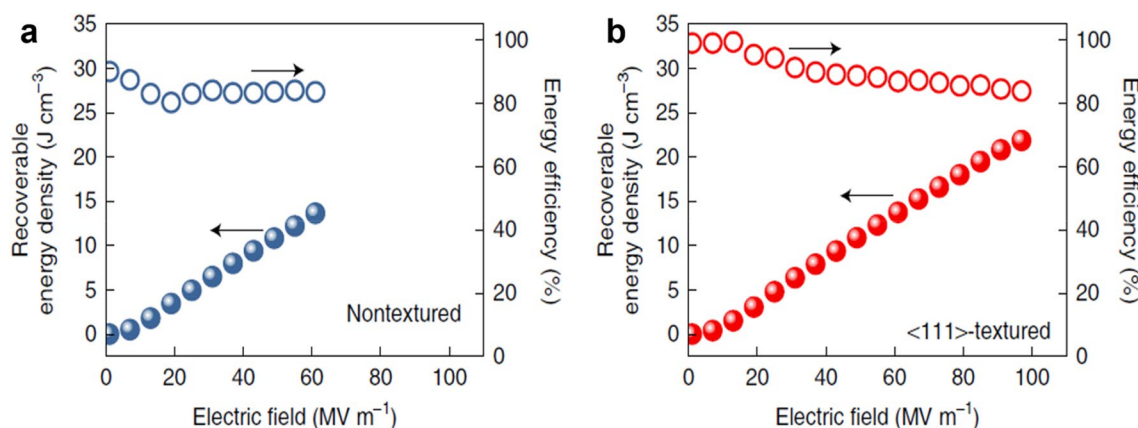 a
35
30
25
20
15
10
5
0
100
80
60
40
20
0
Recoverable
energy density (J cm⁻³)
Energy efficiency (%)
Nontextured
0 20 40 60 80 100
Electric field (MV m⁻¹)
b
35
30
25
20
15
10
5
0
100
80
60
40
20
0
Recoverable
energy density (J cm⁻³)
Energy efficiency (%)
<111>-textured
0 20 40 60 80 100
Electric field (MV m⁻¹)